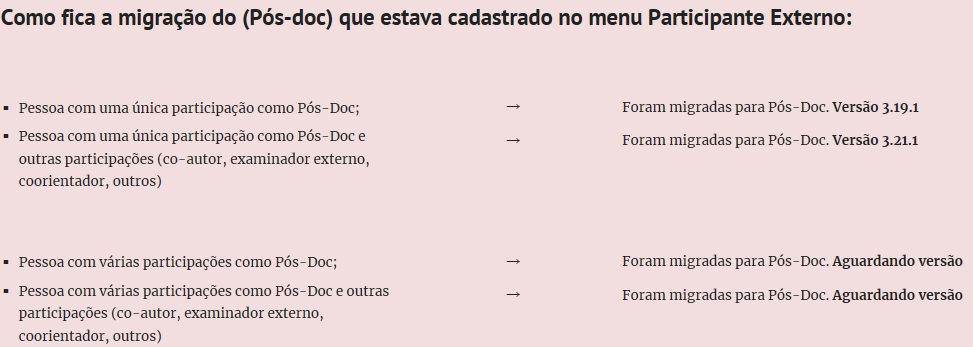 Como fica a migração do (Pós-doc) que estava cadastrado no menu Participante Externo:
▪ Pessoa com uma única participação como Pós-Doc; → Foram migradas para Pós-Doc. Versão 3.19.1
▪ Pessoa com uma única participação como Pós-Doc e → Foram migradas para Pós-Doc. Versão 3.21.1
outras participações (co-autor, examinador externo,
coorientador, outros)
▪ Pessoa com várias participações como Pós-Doc; → Foram migradas para Pós-Doc. Aguardando versão
▪ Pessoa com várias participações como Pós-Doc e outras → Foram migradas para Pós-Doc. Aguardando versão
participações (co-autor, examinador externo,
coorientador, outros)